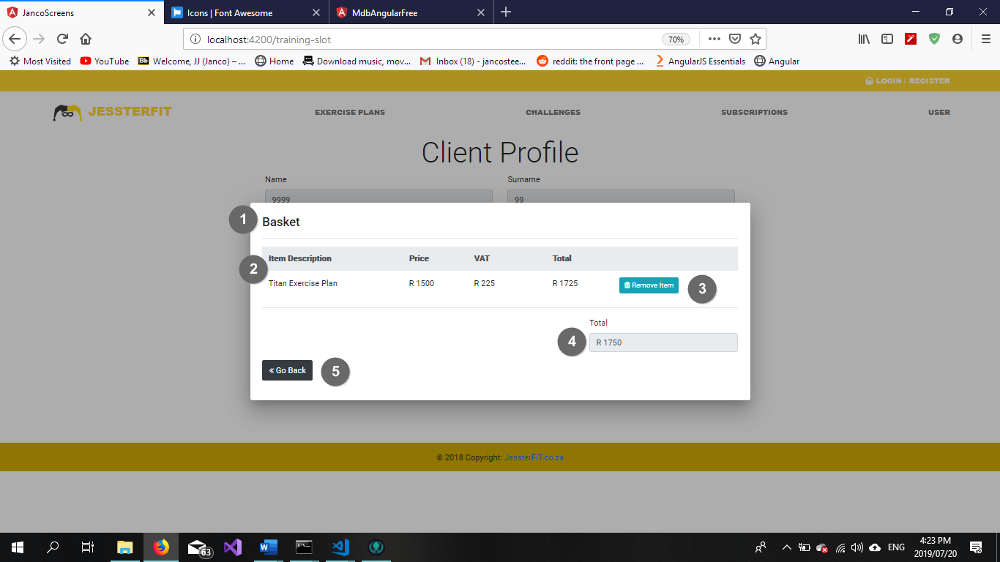 JancoScreens
Icons | Font Awesome
MdbAngularFree
localhost:4200/training-slot
70%
Most Visited
YouTube
Bb Welcome, JJ (Janco) – ...
Home
Download music, mov...
Inbox (18) - jancostee...
reddit: the front page ...
AngularJS Essentials
Angular
LOGIN / REGISTER
JESSTERFIT
EXERCISE PLANS
CHALLENGES
SUBSCRIPTIONS
USER
Client Profile
Name
Surname
9999
99
1
Basket
2
Item Description Price VAT Total
Titan Exercise Plan R 1500 R 225 R 1725 Remove Item
3
Total
4
R 1750
« Go Back
5
© 2018 Copyright: JessterFIT.co.za
63
ENG
4:23 PM
2019/07/20